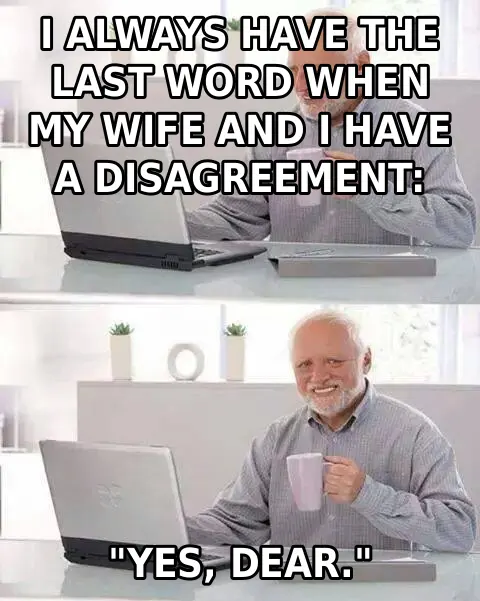 I ALWAYS HAVE THE
LAST WORD WHEN
MY WIFE AND I HAVE
A DISAGREEMENT:
"YES, DEAR."